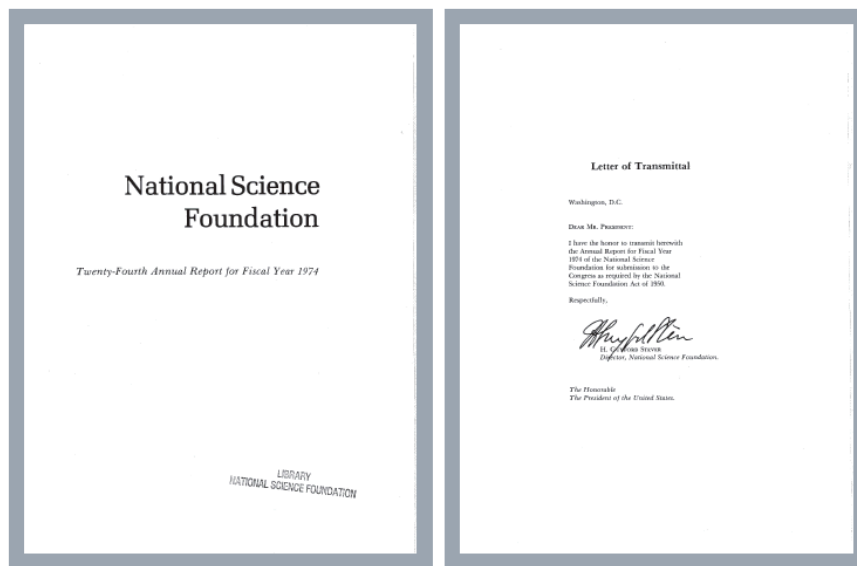 National Science
Foundation
Twenty-Fourth Annual Report for Fiscal Year 1974
LIBRARY
NATIONAL SCIENCE FOUNDATION
Letter of Transmittal
Washington, D.C.
DEAR MR. PRESIDENT:
I have the honor to transmit herewith
the Annual Report for Fiscal Year
1974 of the National Science
Foundation for submission to the
Congress as required by the National
Science Foundation Act of 1950.
Respectfully,
H. GUYFORD STEVER
Director, National Science Foundation.
The Honorable
The President of the United States.